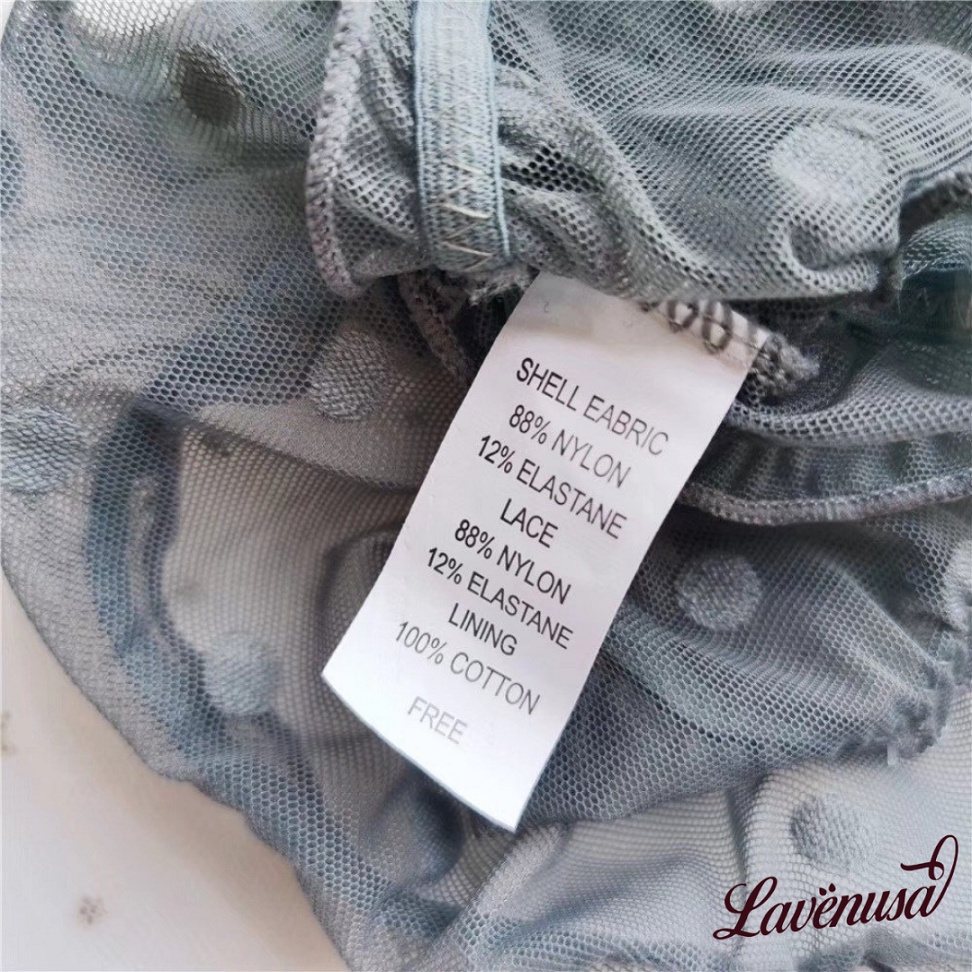 SHELL EABRIC
88% NYLON
12% ELASTANE
LACE
88% NYLON
12% ELASTANE
LINING
100% COTTON
FREE
Lavënusa